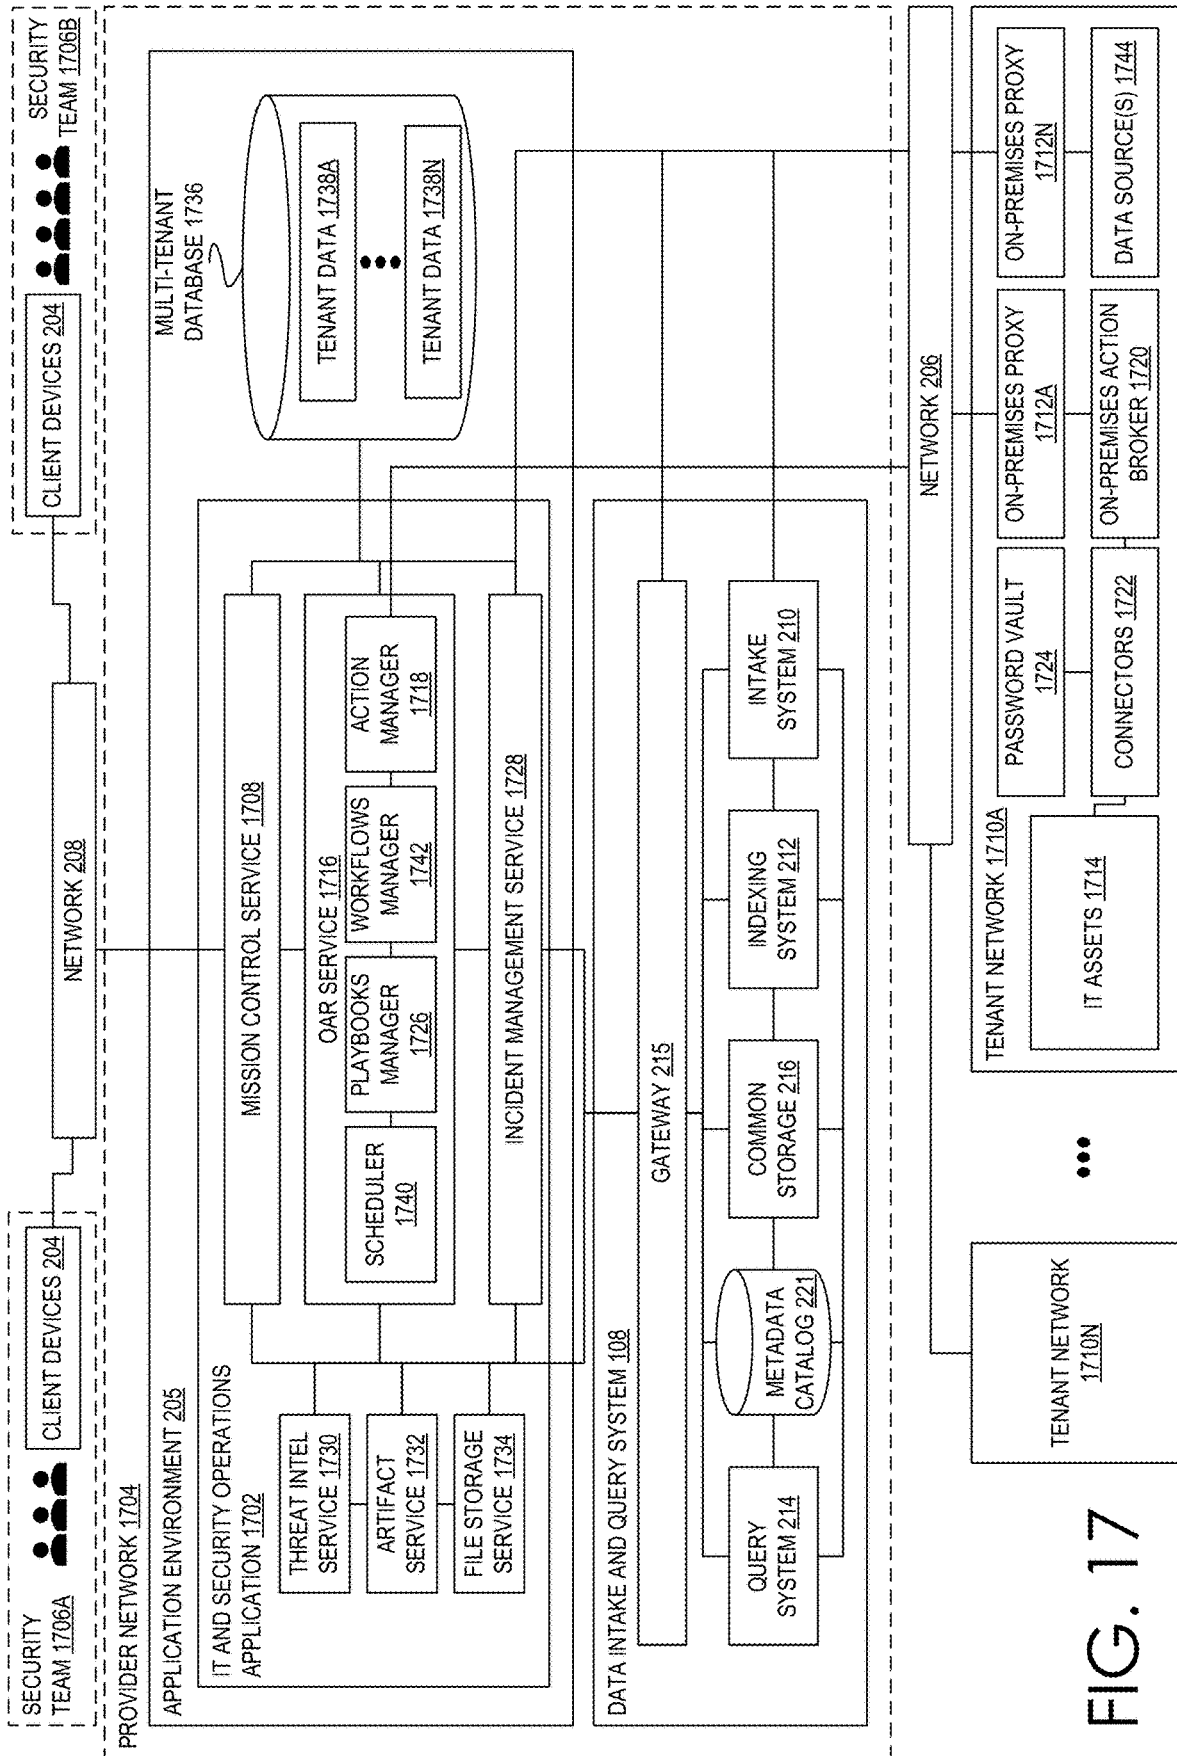 SECURITY
TEAM 1706A
CLIENT DEVICES 204
NETWORK 208
CLIENT DEVICES 204
SECURITY
TEAM 1706B
PROVIDER NETWORK 1704
APPLICATION ENVIRONMENT 205
IT AND SECURITY OPERATIONS
APPLICATION 1702
THREAT INTEL
SERVICE 1730
ARTIFACT
SERVICE 1732
FILE STORAGE
SERVICE 1734
MISSION CONTROL SERVICE 1708
OAR SERVICE 1716
SCHEDULER
1740
PLAYBOOKS
MANAGER
1726
WORKFLOWS
MANAGER
1742
ACTION
MANAGER
1718
INCIDENT MANAGEMENT SERVICE 1728
MULTI-TENANT
DATABASE 1736
TENANT DATA 1738A
TENANT DATA 1738N
DATA INTAKE AND QUERY SYSTEM 108
GATEWAY 215
QUERY
SYSTEM 214
METADATA
CATALOG 221
COMMON
STORAGE 216
INDEXING
SYSTEM 212
INTAKE
SYSTEM 210
NETWORK 206
TENANT NETWORK
1710N
TENANT NETWORK 1710A
IT ASSETS 1714
PASSWORD VAULT
1724
CONNECTORS 1722
ON-PREMISES PROXY
1712A
ON-PREMISES ACTION
BROKER 1720
ON-PREMISES PROXY
1712N
DATA SOURCE(S) 1744
FIG. 17